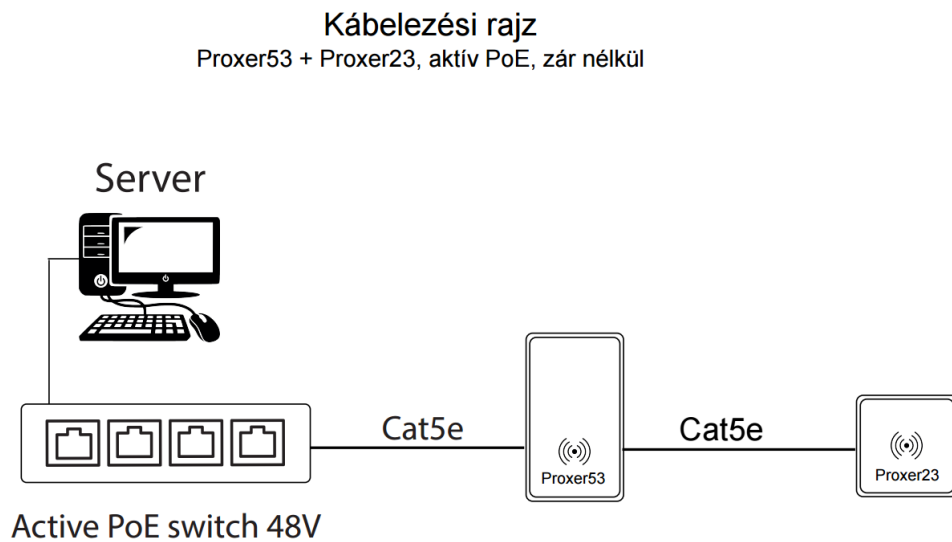 Kábelezési rajz
Proxer53 + Proxer23, aktív PoE, zár nélkül
Server
Cat5e
Cat5e
Proxer53
Proxer23
Active PoE switch 48V